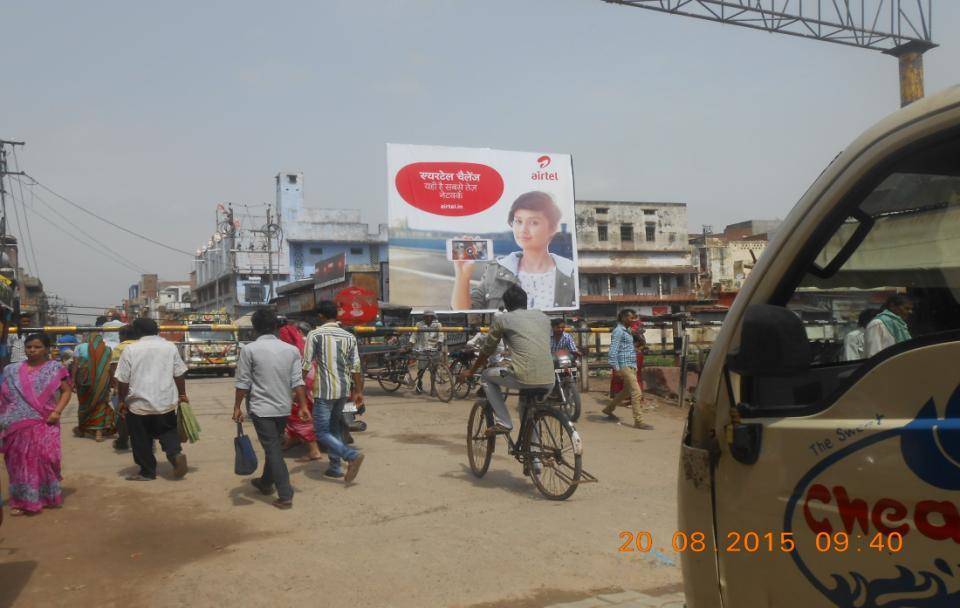 एयरटेल चैलेंज
यही है सबसे तेज़
नेटवर्क
airtel.in
airtel
The Sw
Chea
20.08.2015 09:40